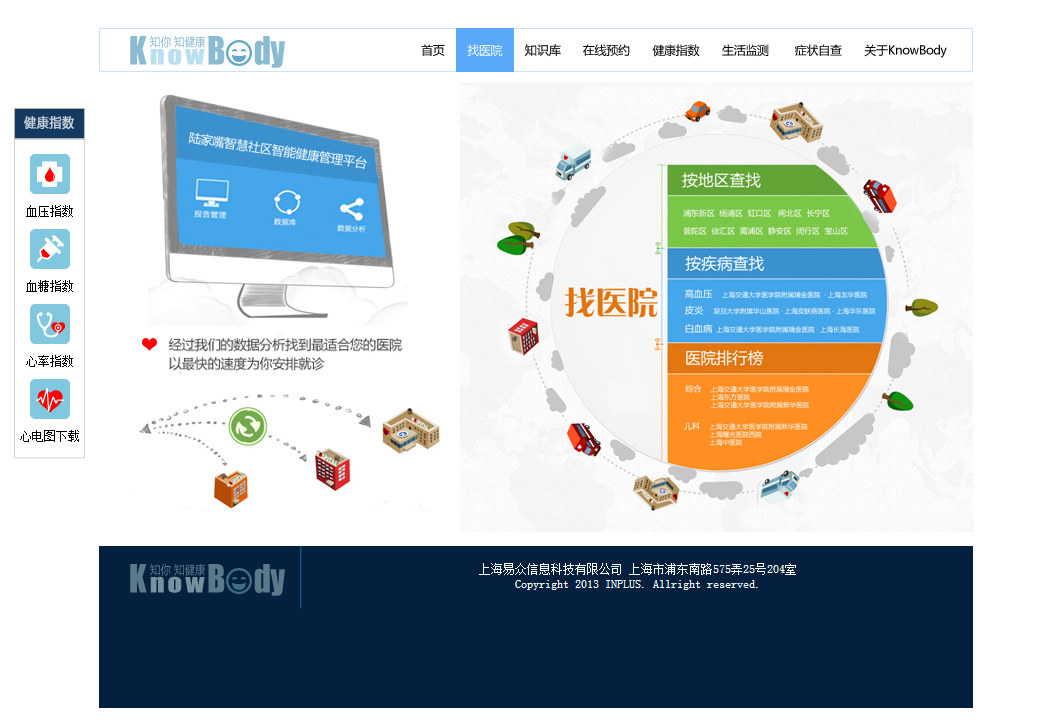 知你 知健康
KnowBody
首页 找医院 知识库 在线预约 健康指数 生活监测 症状自查 关于KnowBody
健康指数
血压指数
血糖指数
心率指数
心电图下载
陆家嘴智慧社区智能健康管理平台
报告管理 数据库 数据分析
经过我们的数据分析找到最适合您的医院
以最快的速度为你安排就诊
找医院
按地区查找
浦东新区 杨浦区 虹口区 闸北区 长宁区
普陀区 徐汇区 黄浦区 静安区 闵行区 宝山区
按疾病查找
高血压 上海交通大学医学院附属瑞金医院 · 上海龙华医院
皮炎 复旦大学附属华山医院 · 上海皮肤病医院 · 上海华东医院
白血病 上海交通大学医学院附属瑞金医院 · 上海长海医院
医院排行榜
综合 上海交通大学医学院附属瑞金医院
上海东方医院
上海交通大学医学院附属新华医院
儿科 上海交通大学医学院附属新华医院
上海曙光医院西院
上海中医院
知你 知健康
KnowBody
上海易众信息科技有限公司 上海市浦东南路575弄25号204室
Copyright 2013 INPLUS. Allright reserved.